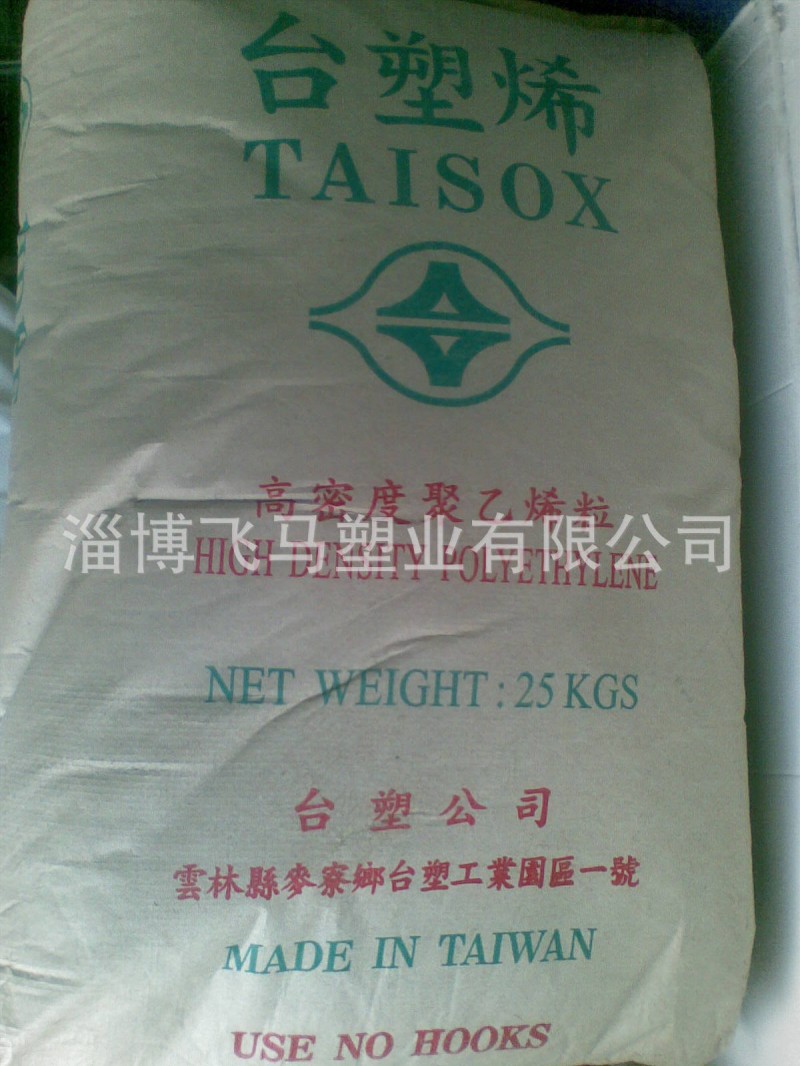 台塑烯
TAISOX
高密度聚乙烯粒
淄博飞马塑业有限公司
HIGH DENSITY POLYETHYLENE
NET WEIGHT : 25 KGS
台塑公司
雲林縣麥寮鄉台塑工業園區一號
MADE IN TAIWAN
USE NO HOOKS